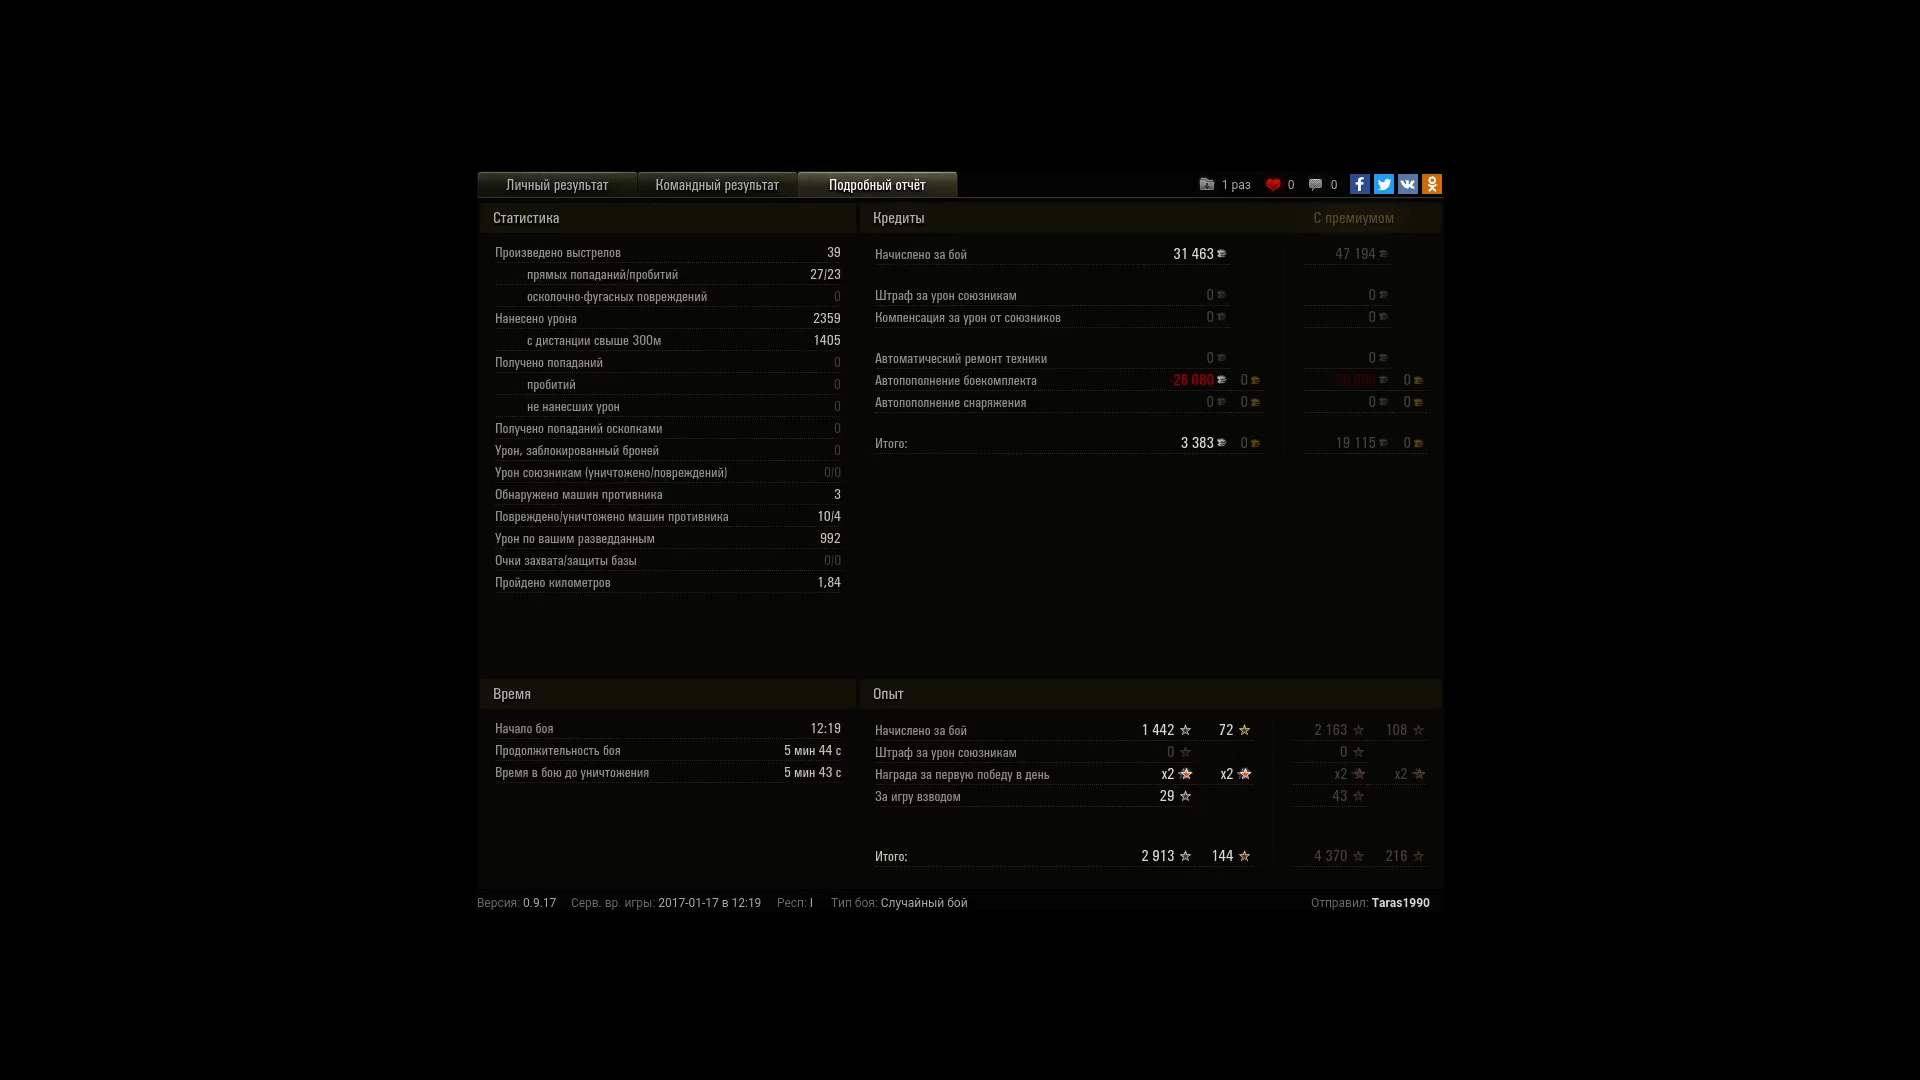 Личный результат Командный результат Подробный отчёт 1 раз 0 0
Статистика
Произведено выстрелов 39
прямых попаданий/пробитий 27/23
осколочно-фугасных повреждений 0
Нанесено урона 2359
с дистанции свыше 300м 1405
Получено попаданий 0
пробитий 0
не нанесших урон 0
Получено попаданий осколками 0
Урон, заблокированный броней 0
Урон союзникам (уничтожено/повреждений) 0/0
Обнаружено машин противника 3
Повреждено/уничтожено машин противника 10/4
Урон по вашим разведданным 992
Очки захвата/защиты базы 0/0
Пройдено километров 1,84
Кредиты С премиумом
Начислено за бой 31 463 47 194
Штраф за урон союзникам 0 0
Компенсация за урон от союзников 0 0
Автоматический ремонт техники 0 0
Автопополнение боекомплекта -28 080 0 0
Автопополнение снаряжения 0 0 0 0
Итого: 3 383 0 19 115 0
Время
Начало боя 12:19
Продолжительность боя 5 мин 44 с
Время в бою до уничтожения 5 мин 43 с
Опыт
Начислено за бой 1 442 72 2 163 108
Штраф за урон союзникам 0 0
Награда за первую победу в день x2 x2 x2 x2
За игру взводом 29 43
Итого: 2 913 144 4 370 216
Версия: 0.9.17 Серв. вр. игры: 2017-01-17 в 12:19 Респ: I Тип боя: Случайный бой Отправил: Taras1990